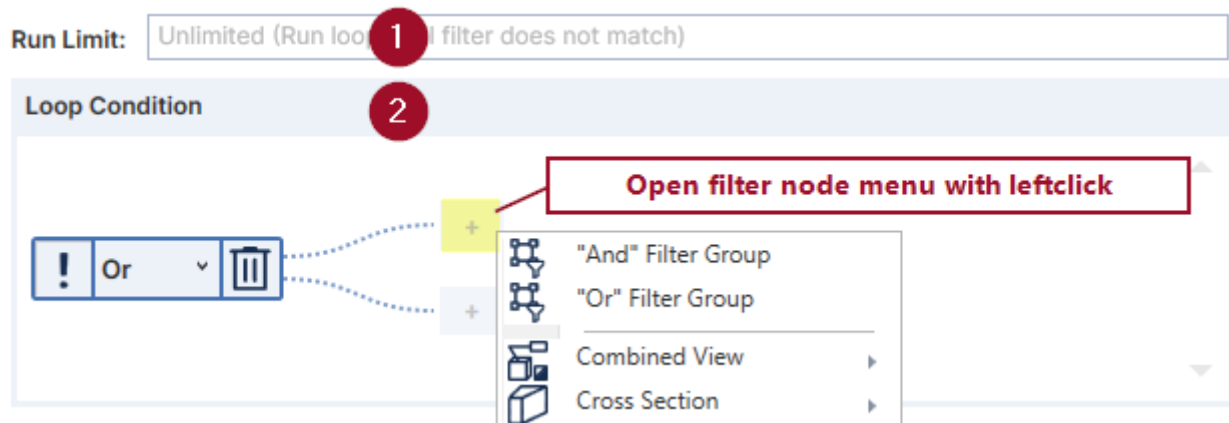 Run Limit: Unlimited (Run loop 1 l filter does not match)
Loop Condition 2
Open filter node menu with leftclick
+
! Or
"And" Filter Group
"Or" Filter Group
+
Combined View
Cross Section